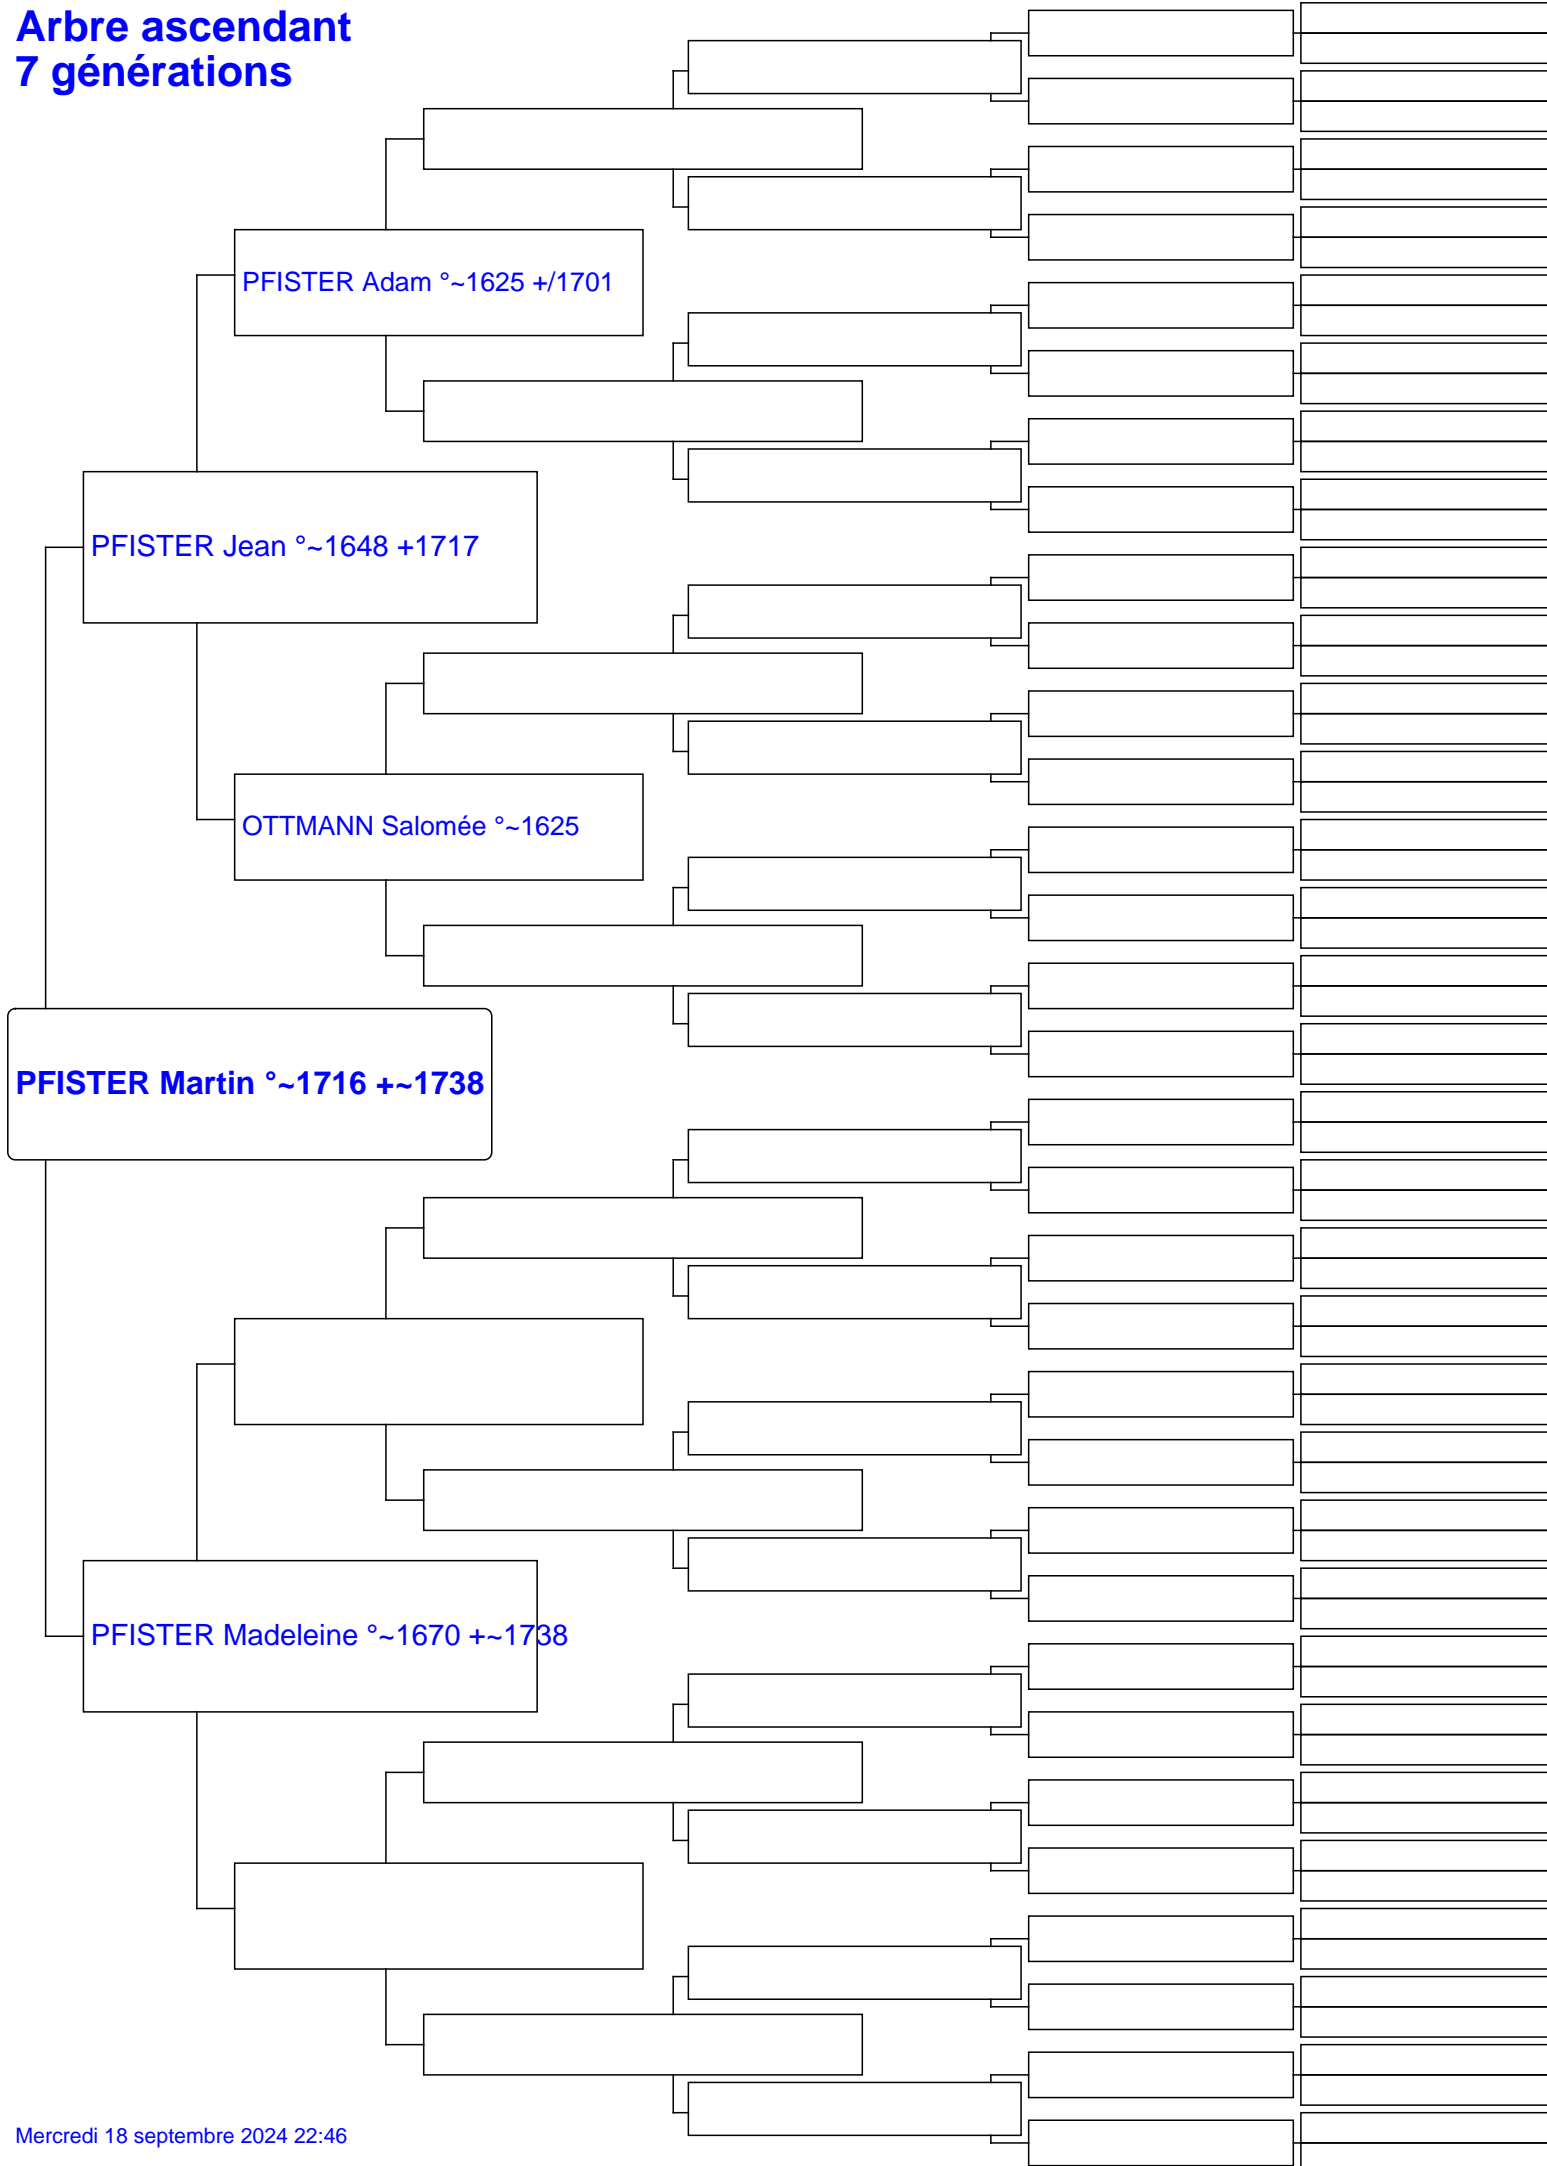 Arbre ascendant
7 générations
PFISTER Adam °~1625 +/1701
PFISTER Jean °~1648 +1717
OTTMANN Salomée °~1625
PFISTER Martin °~1716 +~1738
PFISTER Madeleine °~1670 +~1738
Mercredi 18 septembre 2024 22:46